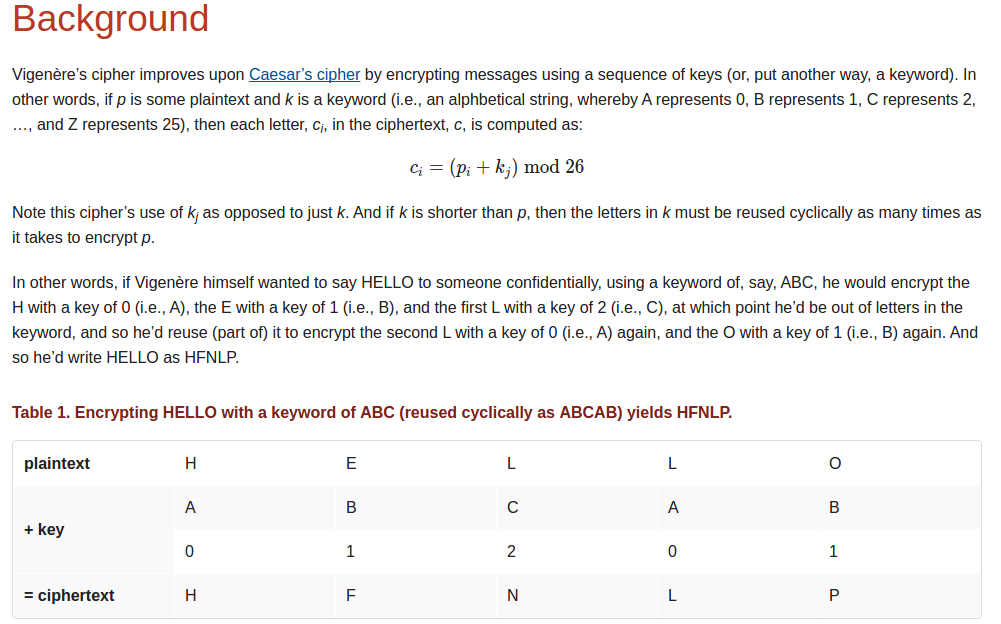 Background
Vigenère’s cipher improves upon Caesar’s cipher by encrypting messages using a sequence of keys (or, put another way, a keyword). In
other words, if p is some plaintext and k is a keyword (i.e., an alphbetical string, whereby A represents 0, B represents 1, C represents 2,
…, and Z represents 25), then each letter, ci, in the ciphertext, c, is computed as:
ci = (pi + kj) mod 26
Note this cipher’s use of kj as opposed to just k. And if k is shorter than p, then the letters in k must be reused cyclically as many times as
it takes to encrypt p.
In other words, if Vigenère himself wanted to say HELLO to someone confidentially, using a keyword of, say, ABC, he would encrypt the
H with a key of 0 (i.e., A), the E with a key of 1 (i.e., B), and the first L with a key of 2 (i.e., C), at which point he’d be out of letters in the
keyword, and so he’d reuse (part of) it to encrypt the second L with a key of 0 (i.e., A) again, and the O with a key of 1 (i.e., B) again. And
so he’d write HELLO as HFNLP.
Table 1. Encrypting HELLO with a keyword of ABC (reused cyclically as ABCAB) yields HFNLP.
plaintext H E L L O
+ key
A B C A B
0 1 2 0 1
= ciphertext H F N L P